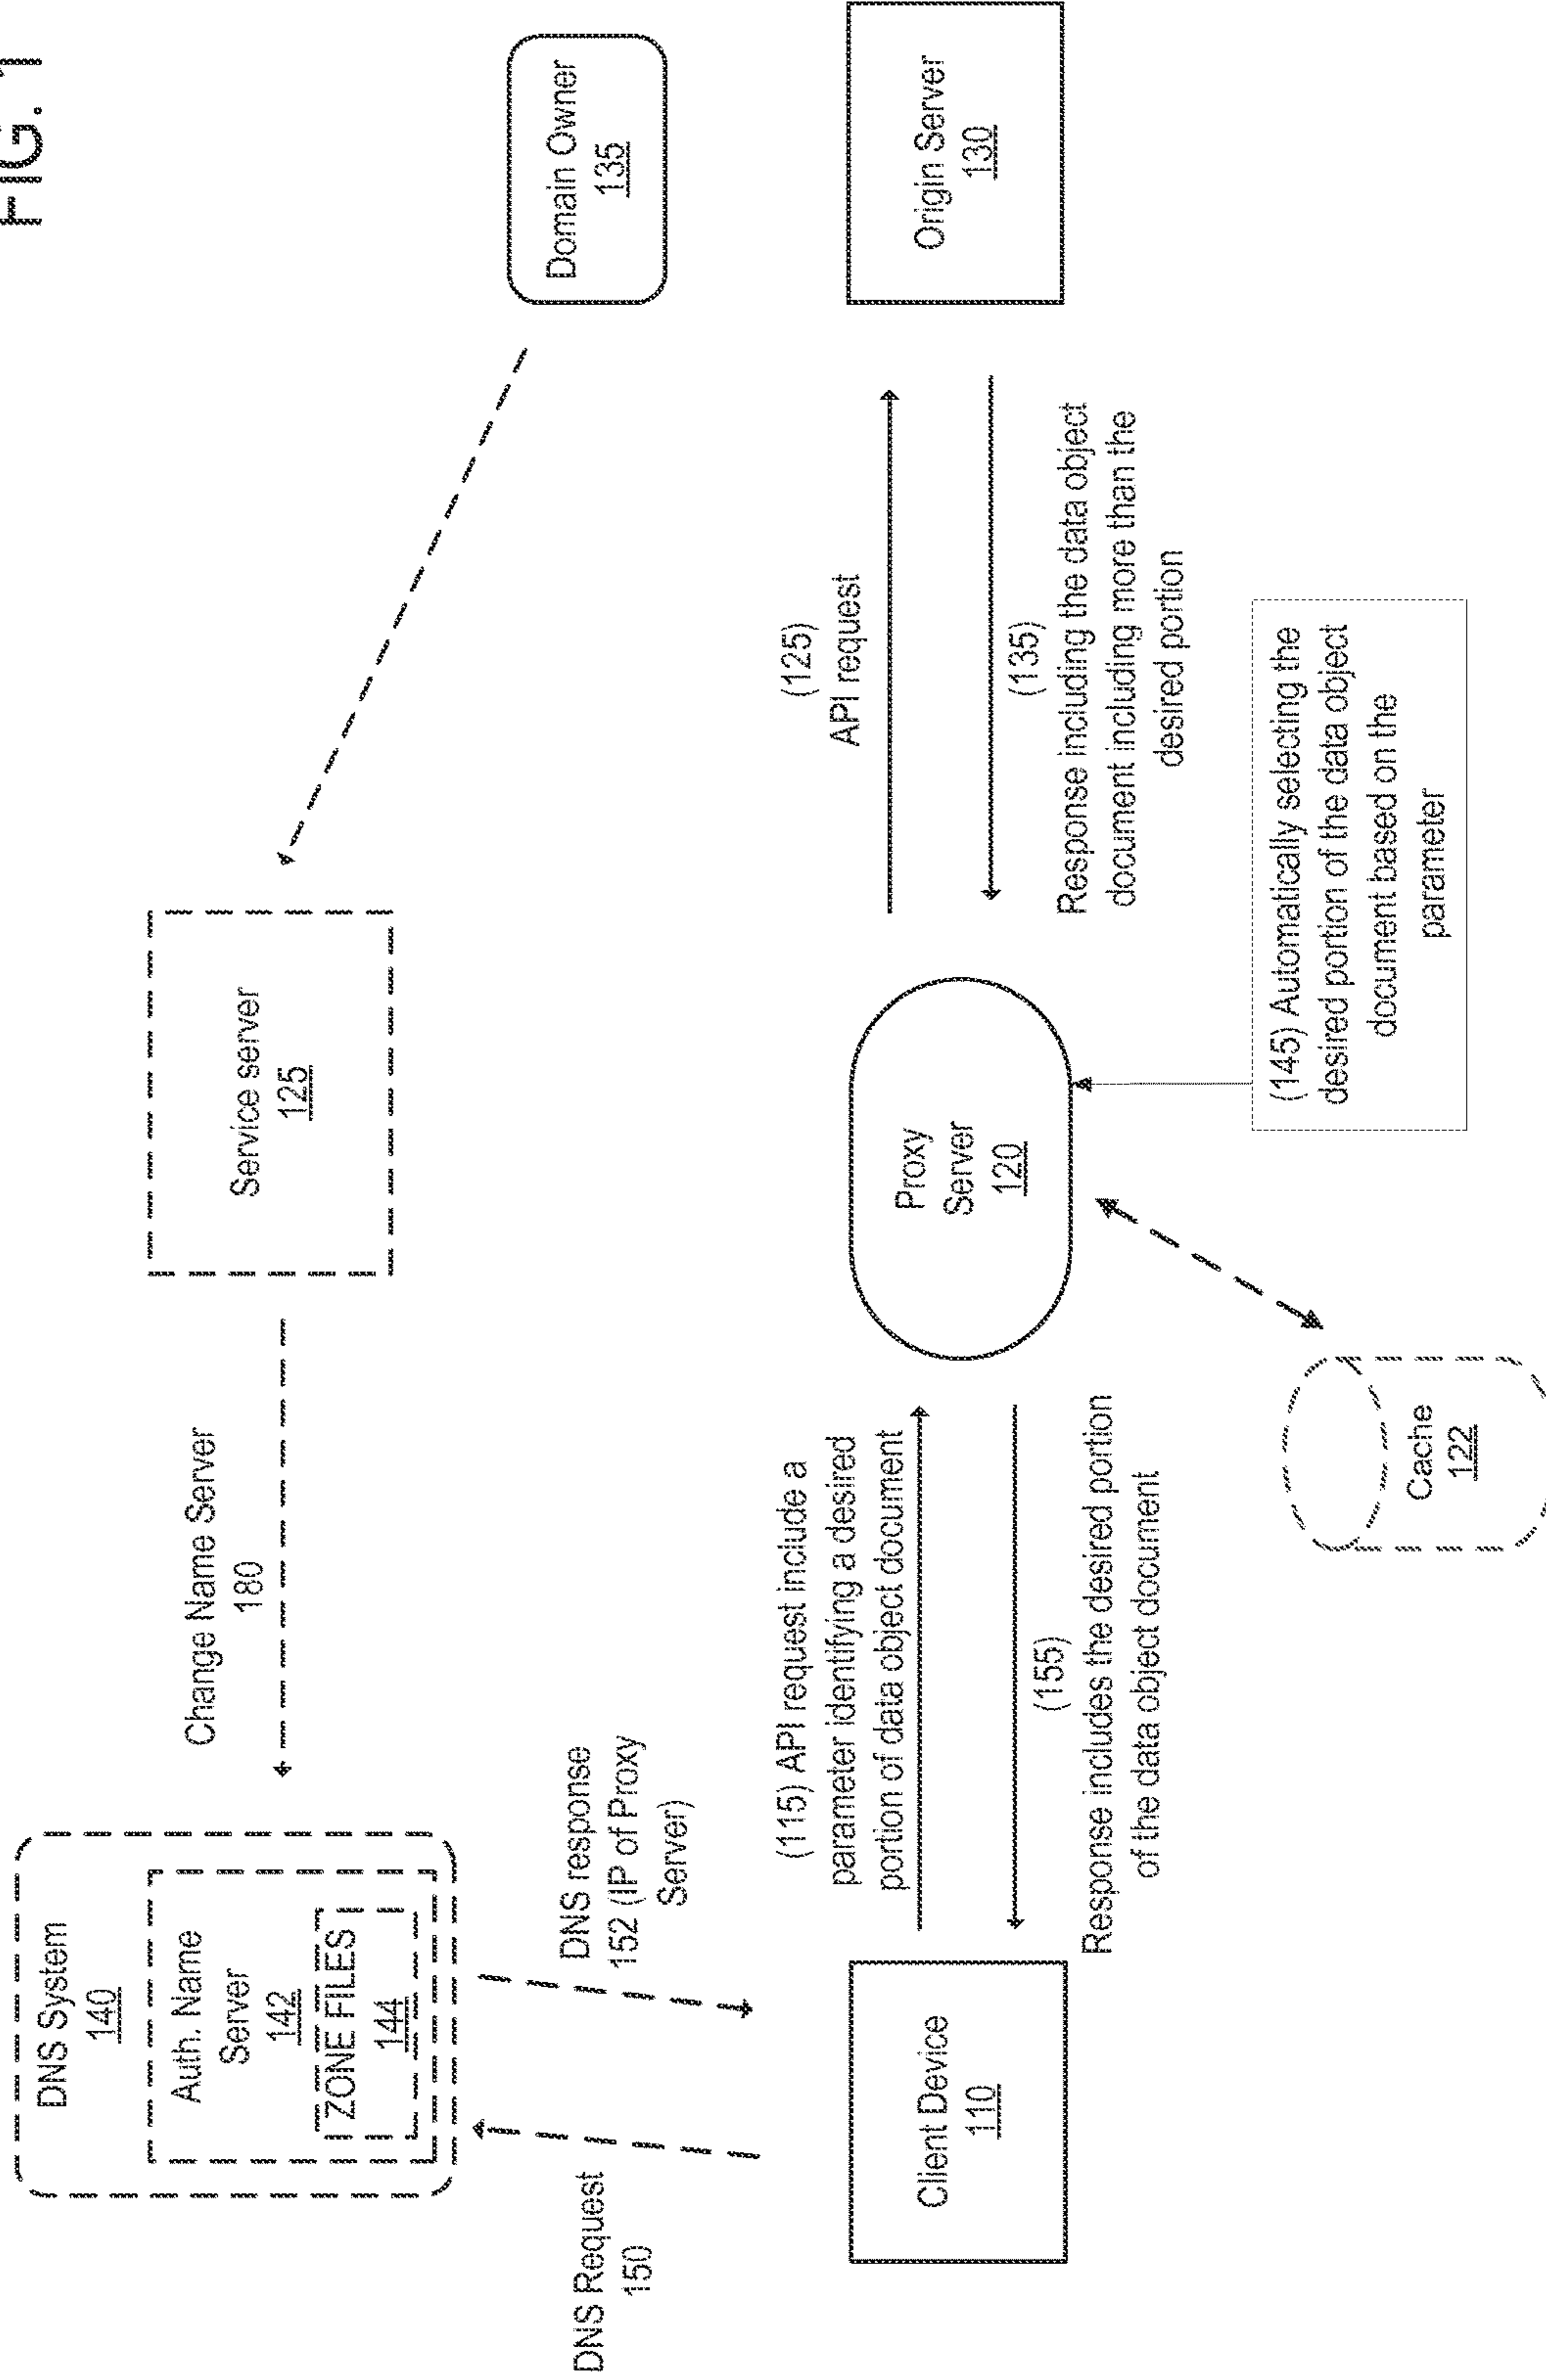 FIG. 1
DNS System
140
Auth. Name
Server
142
ZONE FILES
144
Change Name Server
180
Service server
125
Domain Owner
135
DNS Request
150
DNS response
152 (IP of Proxy
Server)
Client Device
110
(115) API request include a
parameter identifying a desired
portion of data object document
(155)
Response includes the desired portion
of the data object document
Proxy
Server
120
(125)
API request
(135)
Response including the data object
document including more than the
desired portion
Origin Server
130
Cache
122
(145) Automatically selecting the
desired portion of the data object
document based on the
parameter